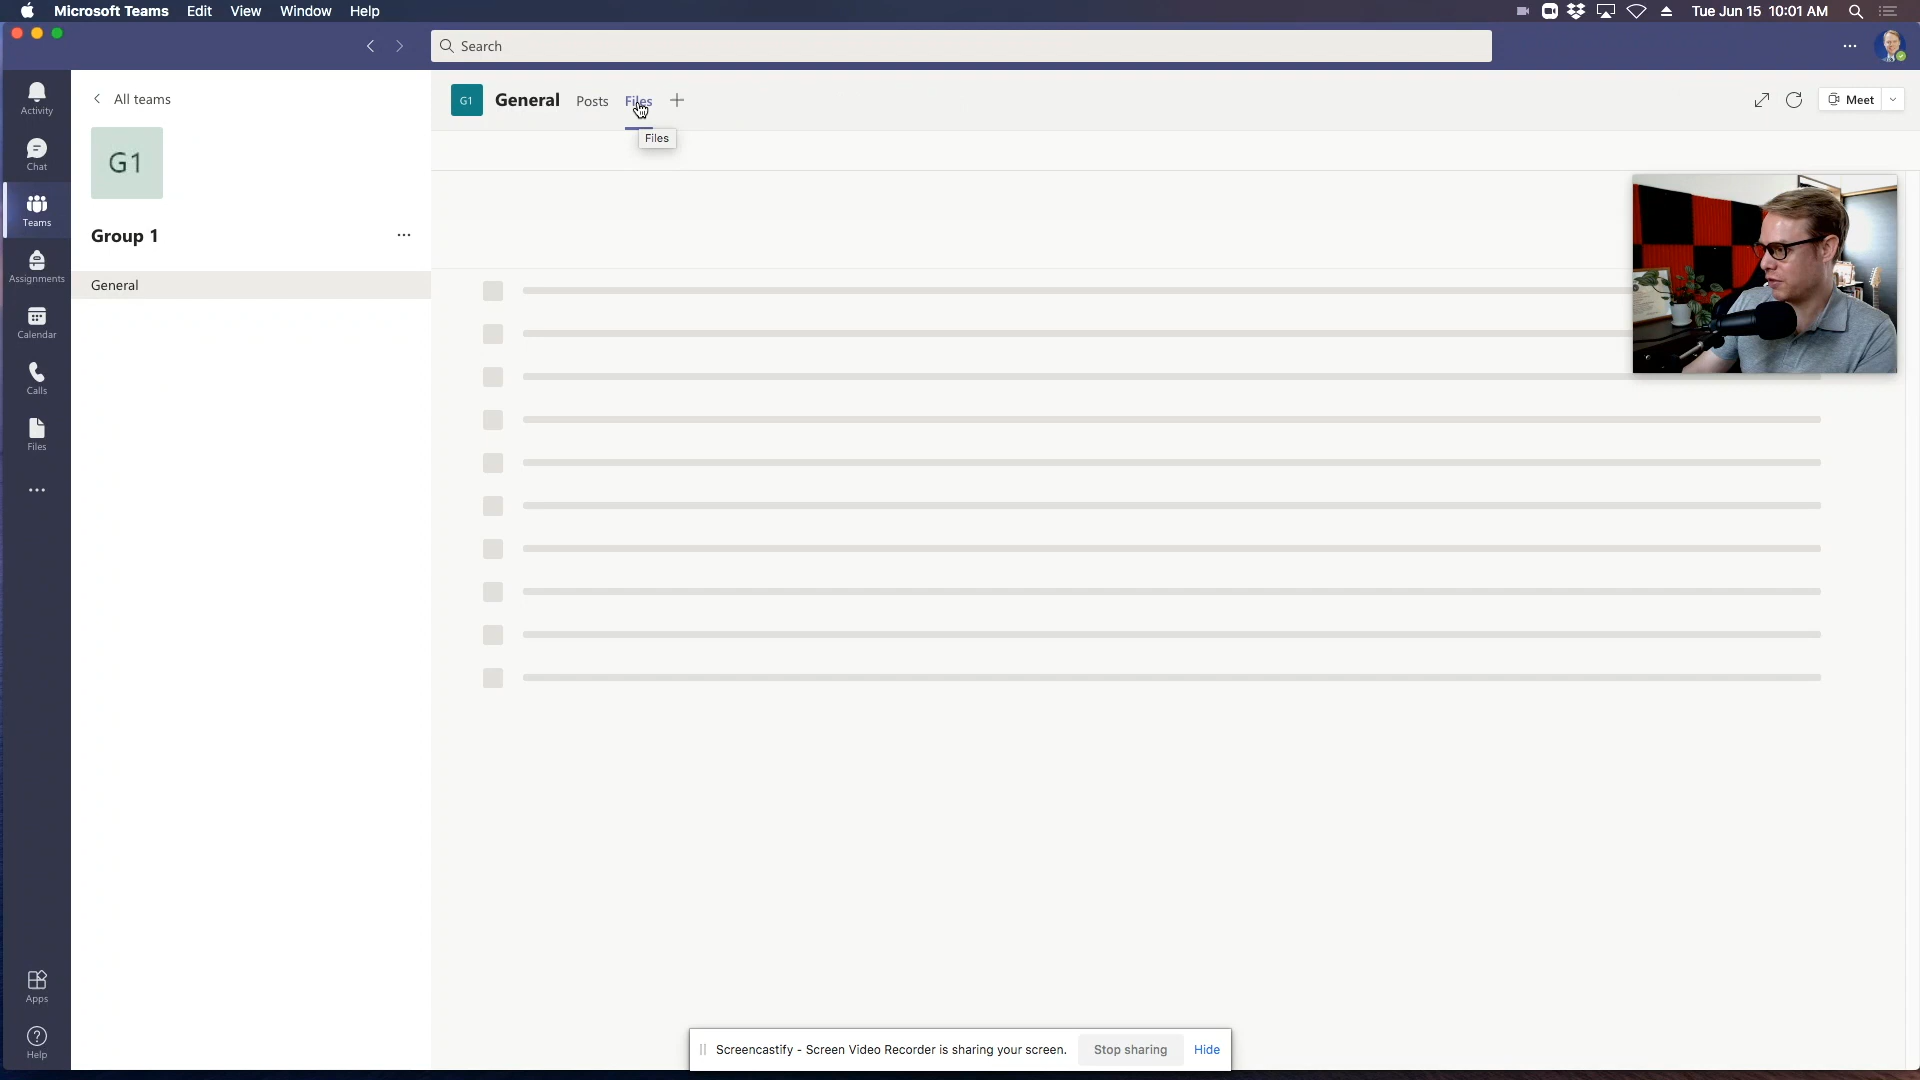 Microsoft Teams Edit View Window Help
Tue Jun 15 10:01 AM
Search
Activity
Chat
Teams
Assignments
Calendar
Calls
Files
Apps
Help
All teams
G1
Group 1
General
G1 General Posts Files
Files
Meet
Screencastify - Screen Video Recorder is sharing your screen. Stop sharing Hide